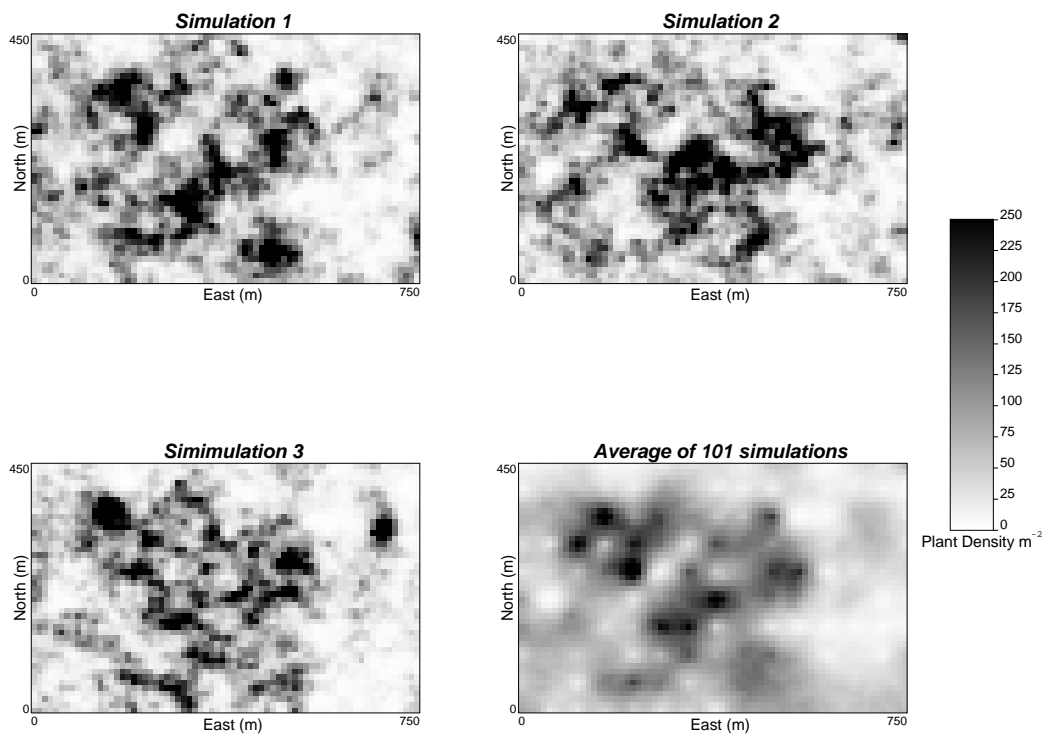 Simulation 1
450
North (m)
0
0
East (m)
750
Simulation 2
450
North (m)
0
0
East (m)
750
250
225
200
175
150
125
100
75
50
25
0
Plant Density m⁻²
Simimulation 3
450
North (m)
0
0
East (m)
750
Average of 101 simulations
450
North (m)
0
0
East (m)
750